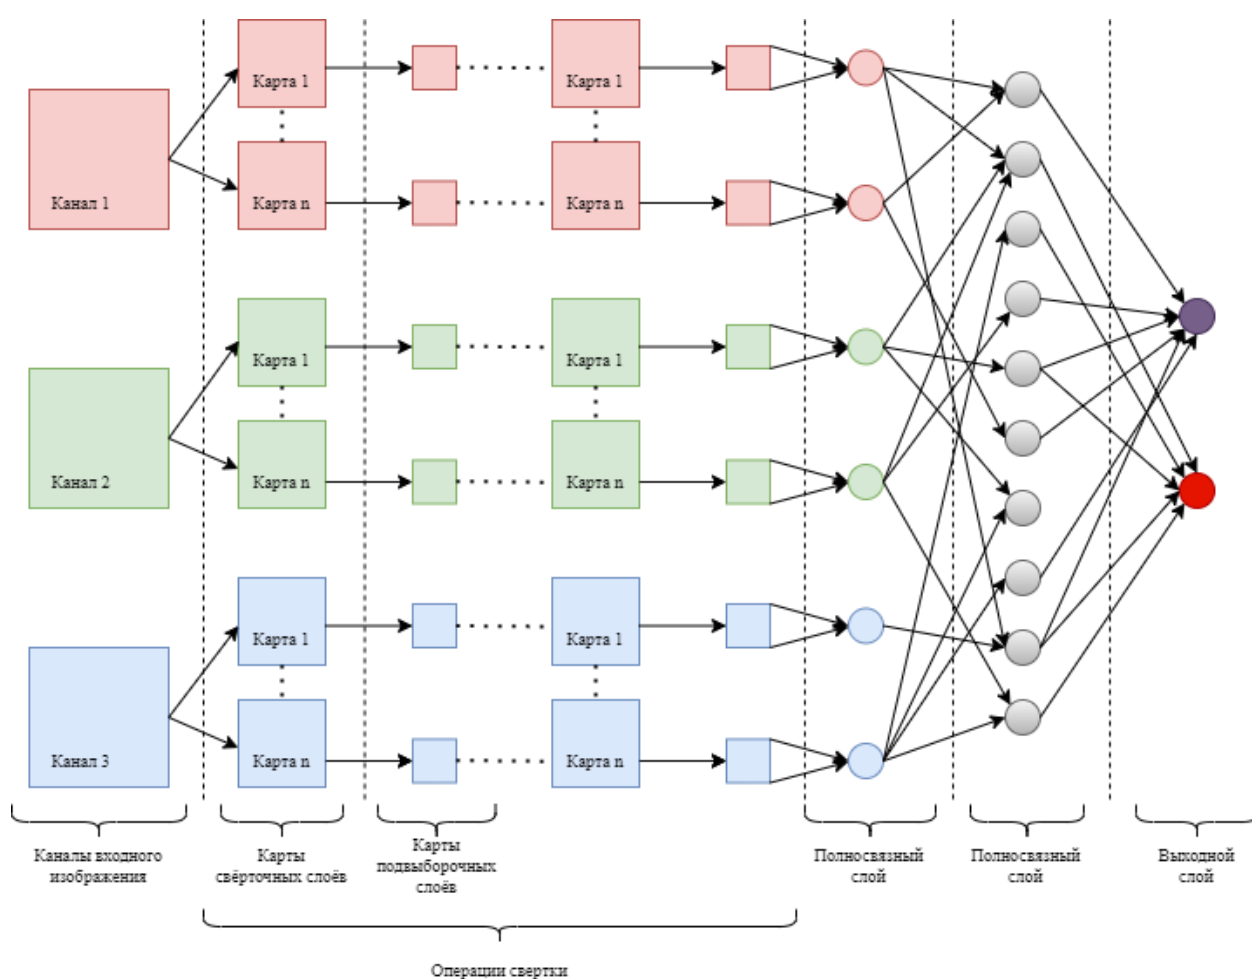 Карта 1
Карта 1
Канал 1
Карта n
Карта n
Карта 1
Карта 1
Канал 2
Карта n
Карта n
Карта 1
Карта 1
Канал 3
Карта n
Карта n
Каналы входного
изображения
Карты
свёрточных слоёв
Карты
подвыборочных
слоёв
Полносвязный
слой
Полносвязный
слой
Выходной
слой
Операции свертки